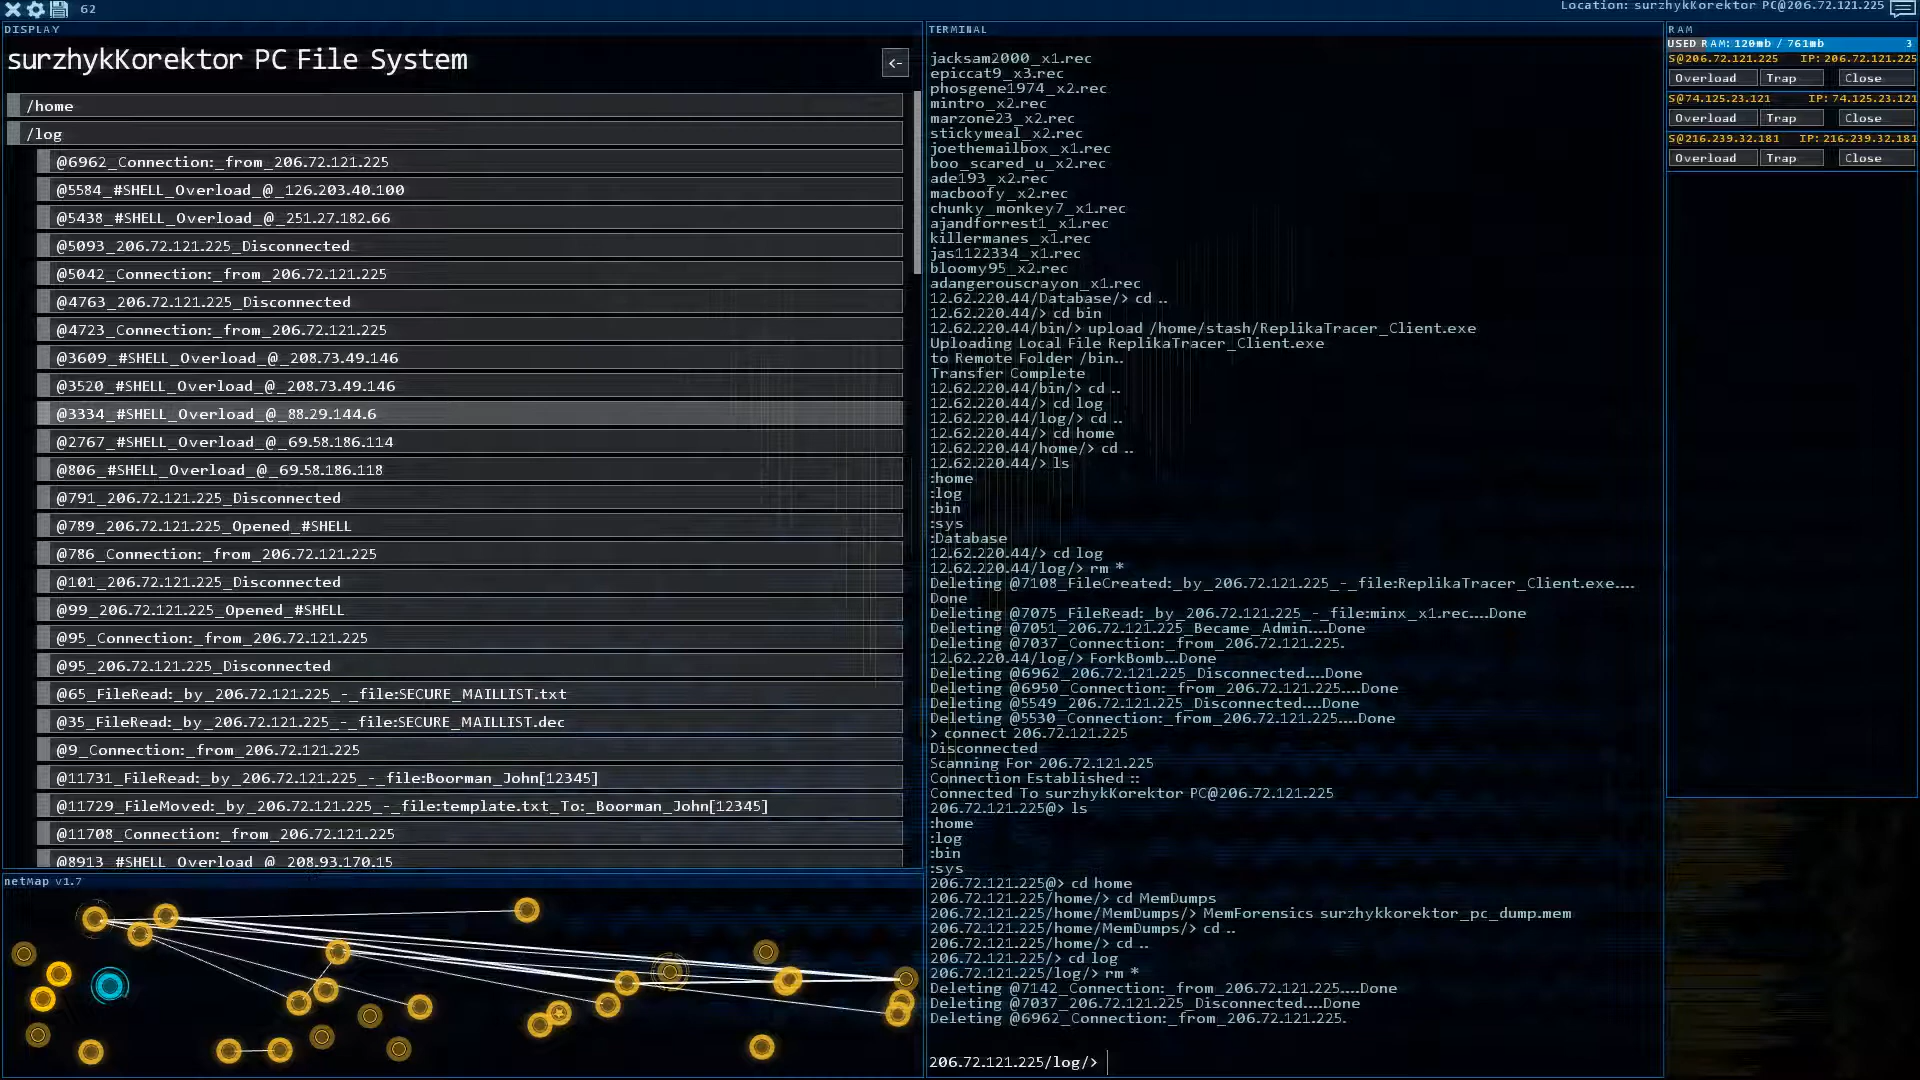 62
Location: surzhykKorektor PC@206.72.121.225
DISPLAY
surzhykKorektor PC File System
<-
/home
/log
@6962_Connection:_from_206.72.121.225
@5584_#SHELL_Overload_@_126.203.40.100
@5438_#SHELL_Overload_@_251.27.182.66
@5093_206.72.121.225_Disconnected
@5042_Connection:_from_206.72.121.225
@4763_206.72.121.225_Disconnected
@4723_Connection:_from_206.72.121.225
@3609_#SHELL_Overload_@_208.73.49.146
@3520_#SHELL_Overload_@_208.73.49.146
@3334_#SHELL_Overload_@_88.29.144.6
@2767_#SHELL_Overload_@_69.58.186.114
@806_#SHELL_Overload_@_69.58.186.118
@791_206.72.121.225_Disconnected
@789_206.72.121.225_Opened_#SHELL
@786_Connection:_from_206.72.121.225
@101_206.72.121.225_Disconnected
@99_206.72.121.225_Opened_#SHELL
@95_Connection:_from_206.72.121.225
@95_206.72.121.225_Disconnected
@65_FileRead:_by_206.72.121.225_-_file:SECURE_MAILLIST.txt
@35_FileRead:_by_206.72.121.225_-_file:SECURE_MAILLIST.dec
@9_Connection:_from_206.72.121.225
@11731_FileRead:_by_206.72.121.225_-_file:Boorman_John[12345]
@11729_FileMoved:_by_206.72.121.225_-_file:template.txt_To:_Boorman_John[12345]
@11708_Connection:_from_206.72.121.225
@8913_#SHELL_Overload_@_208.93.170.15
netMap v1.7
TERMINAL
jacksam2000_x1.rec
epiccat9_x3.rec
phosgene1974_x2.rec
mintro_x2.rec
marzone23_x2.rec
stickymeal_x2.rec
joethemailbox_x1.rec
boo_scared_u_x2.rec
ade193_x2.rec
macboofy_x2.rec
chunky_monkey7_x1.rec
ajandforrest1_x1.rec
killermanes_x1.rec
jas1122334_x1.rec
bloomy95_x2.rec
adangerouscrayon_x1.rec
12.62.220.44/Database/> cd ..
12.62.220.44/> cd bin
12.62.220.44/bin/> upload /home/stash/ReplikaTracer_Client.exe
Uploading Local File ReplikaTracer_Client.exe
to Remote Folder /bin..
Transfer Complete
12.62.220.44/bin/> cd ..
12.62.220.44/> cd log
12.62.220.44/log/> cd ..
12.62.220.44/> cd home
12.62.220.44/home/> cd ..
12.62.220.44/> ls
:home
:log
:bin
:sys
:Database
12.62.220.44/> cd log
12.62.220.44/log/> rm *
Deleting @7108_FileCreated:_by_206.72.121.225_-_file:ReplikaTracer_Client.exe....
Done
Deleting @7075_FileRead:_by_206.72.121.225_-_file:minx_x1.rec....Done
Deleting @7051_206.72.121.225_Became_Admin....Done
Deleting @7037_Connection:_from_206.72.121.225.
12.62.220.44/log/> ForkBomb...Done
Deleting @6962_206.72.121.225_Disconnected....Done
Deleting @6950_Connection:_from_206.72.121.225....Done
Deleting @5549_206.72.121.225_Disconnected....Done
Deleting @5530_Connection:_from_206.72.121.225....Done
> connect 206.72.121.225
Disconnected
Scanning For 206.72.121.225
Connection Established ::
Connected To surzhykKorektor PC@206.72.121.225
206.72.121.225@> ls
:home
:log
:bin
:sys
206.72.121.225@> cd home
206.72.121.225/home/> cd MemDumps
206.72.121.225/home/MemDumps/> MemForensics surzhykkorektor_pc_dump.mem
206.72.121.225/home/MemDumps/> cd ..
206.72.121.225/home/> cd ..
206.72.121.225/> cd log
206.72.121.225/log/> rm *
Deleting @7142_Connection:_from_206.72.121.225....Done
Deleting @7037_206.72.121.225_Disconnected....Done
Deleting @6962_Connection:_from_206.72.121.225.
206.72.121.225/log/>
RAM
USED RAM: 120mb / 761mb 3
S@206.72.121.225 IP: 206.72.121.225
Overload Trap Close
S@74.125.23.121 IP: 74.125.23.121
Overload Trap Close
S@216.239.32.181 IP: 216.239.32.181
Overload Trap Close